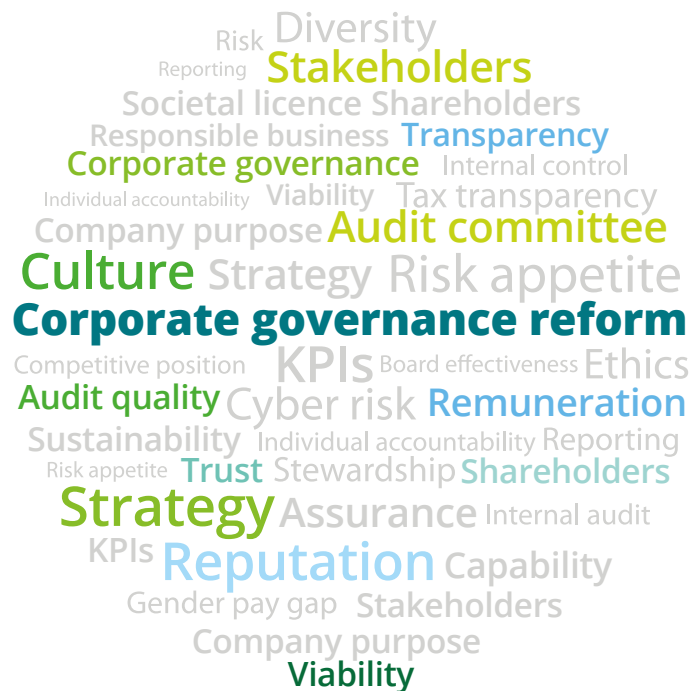 Risk Diversity
Reporting Stakeholders
Societal licence Shareholders
Responsible business Transparency
Corporate governance Internal control
Individual accountability Viability Tax transparency
Company purpose Audit committee
Culture Strategy Risk appetite
Corporate governance reform
Competitive position KPIs Board effectiveness Ethics
Audit quality Cyber risk Remuneration
Sustainability Individual accountability Reporting
Risk appetite Trust Stewardship Shareholders
Strategy Assurance Internal audit
KPIs Reputation Capability
Gender pay gap Stakeholders
Company purpose
Viability